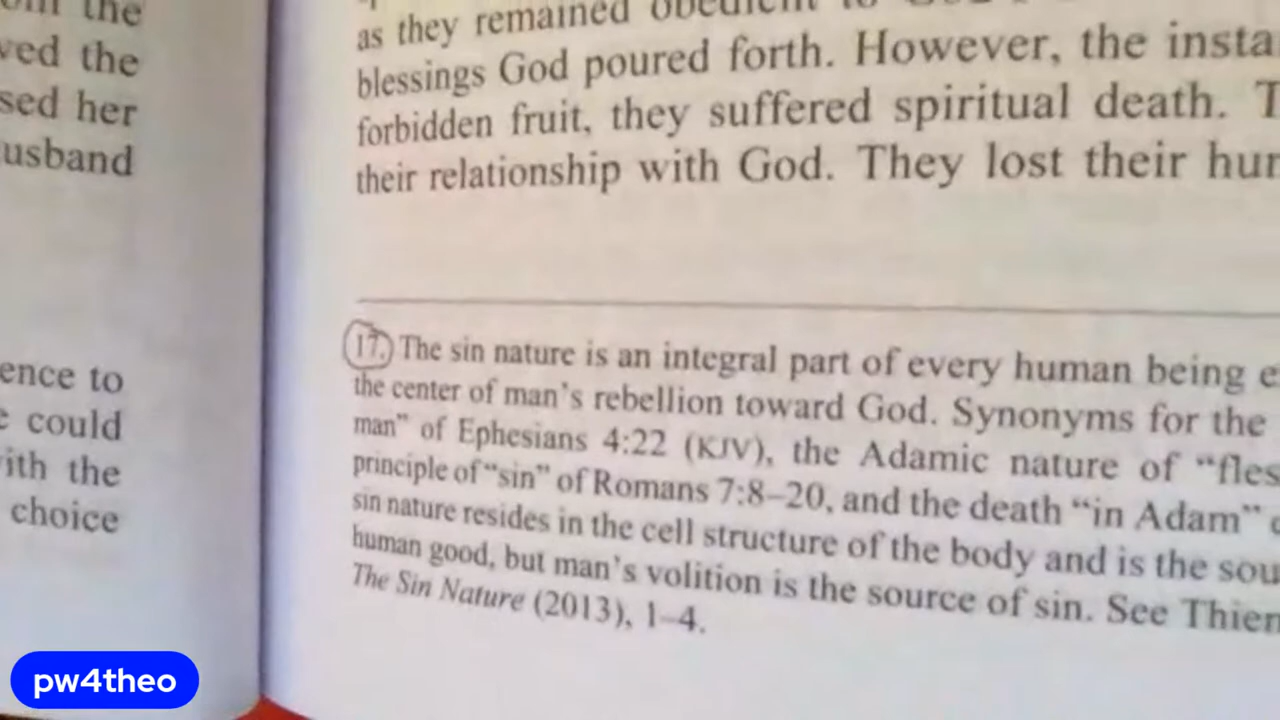 the
ved the
sed her
usband
ence to
could
ith the
choice
as they remained obedient to
blessings God poured forth. However, the insta
forbidden fruit, they suffered spiritual death. T
their relationship with God. They lost their hu
17. The sin nature is an integral part of every human being e
the center of man's rebellion toward God. Synonyms for the
man" of Ephesians 4:22 (KJV), the Adamic nature of "fles
principle of "sin" of Romans 7:8–20, and the death "in Adam"
sin nature resides in the cell structure of the body and is the sou
human good, but man's volition is the source of sin. See Thiem
The Sin Nature (2013), 1–4.
pw4theo